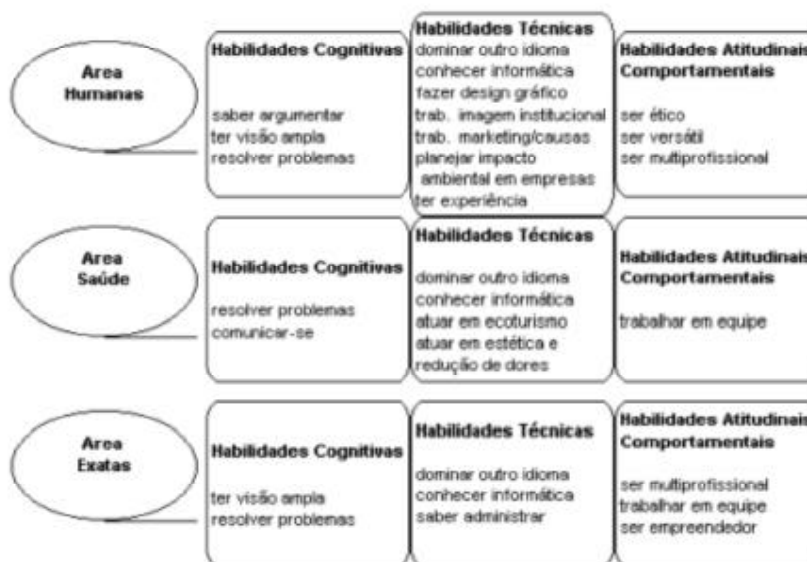 Area
Humanas
Habilidades Cognitivas
saber argumentar
ter visão ampla
resolver problemas
Habilidades Técnicas
dominar outro idioma
conhecer informática
fazer design gráfico
trab. imagem institucional
trab. marketing/causas
planejar impacto
ambiental em empresas
ter experiência
Habilidades Atitudinais
Comportamentais
ser ético
ser versátil
ser multiprofissional
Area
Saúde
Habilidades Cognitivas
resolver problemas
comunicar-se
Habilidades Técnicas
dominar outro idioma
conhecer informática
atuar em ecoturismo
atuar em estética e
redução de dores
Habilidades Atitudinais
Comportamentais
trabalhar em equipe
Area
Exatas
Habilidades Cognitivas
ter visão ampla
resolver problemas
Habilidades Técnicas
dominar outro idioma
conhecer informática
saber administrar
Habilidades Atitudinais
Comportamentais
ser multiprofissional
trabalhar em equipe
ser empreendedor